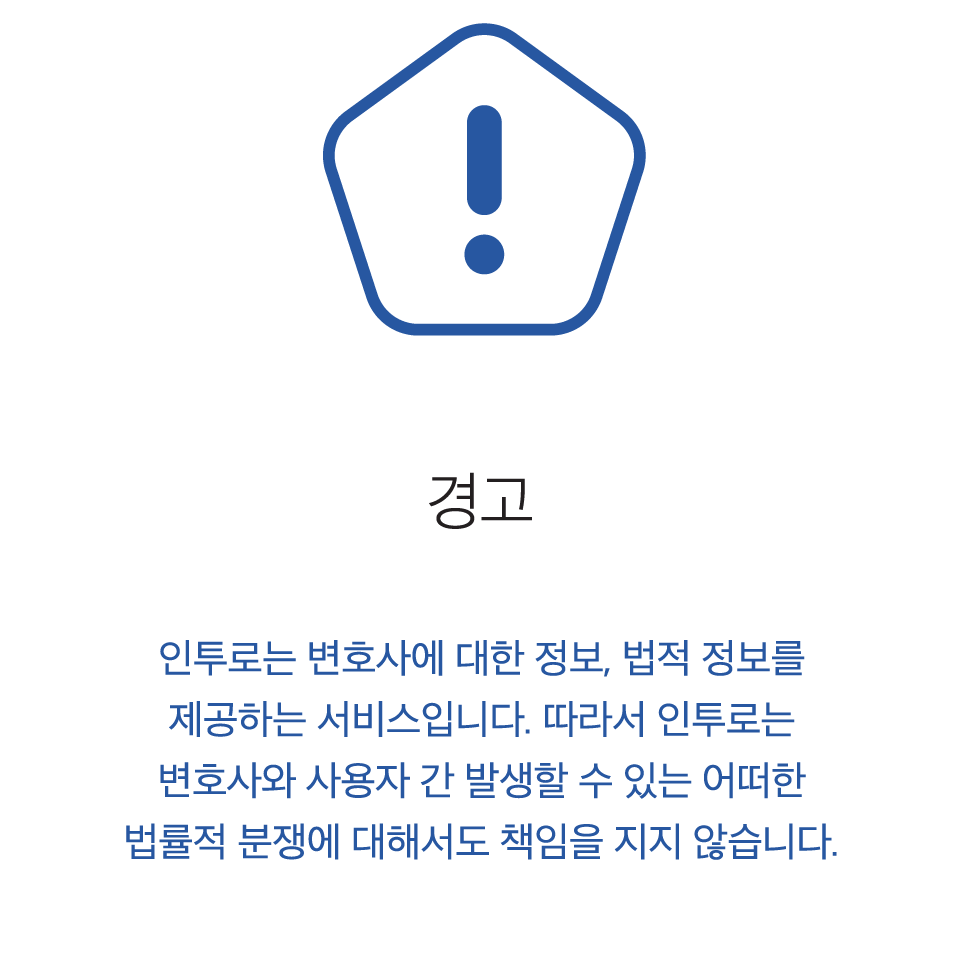 경고
인투로는 변호사에 대한 정보, 법적 정보를
제공하는 서비스입니다. 따라서 인투로는
변호사와 사용자 간 발생할 수 있는 어떠한
법률적 분쟁에 대해서도 책임을 지지 않습니다.